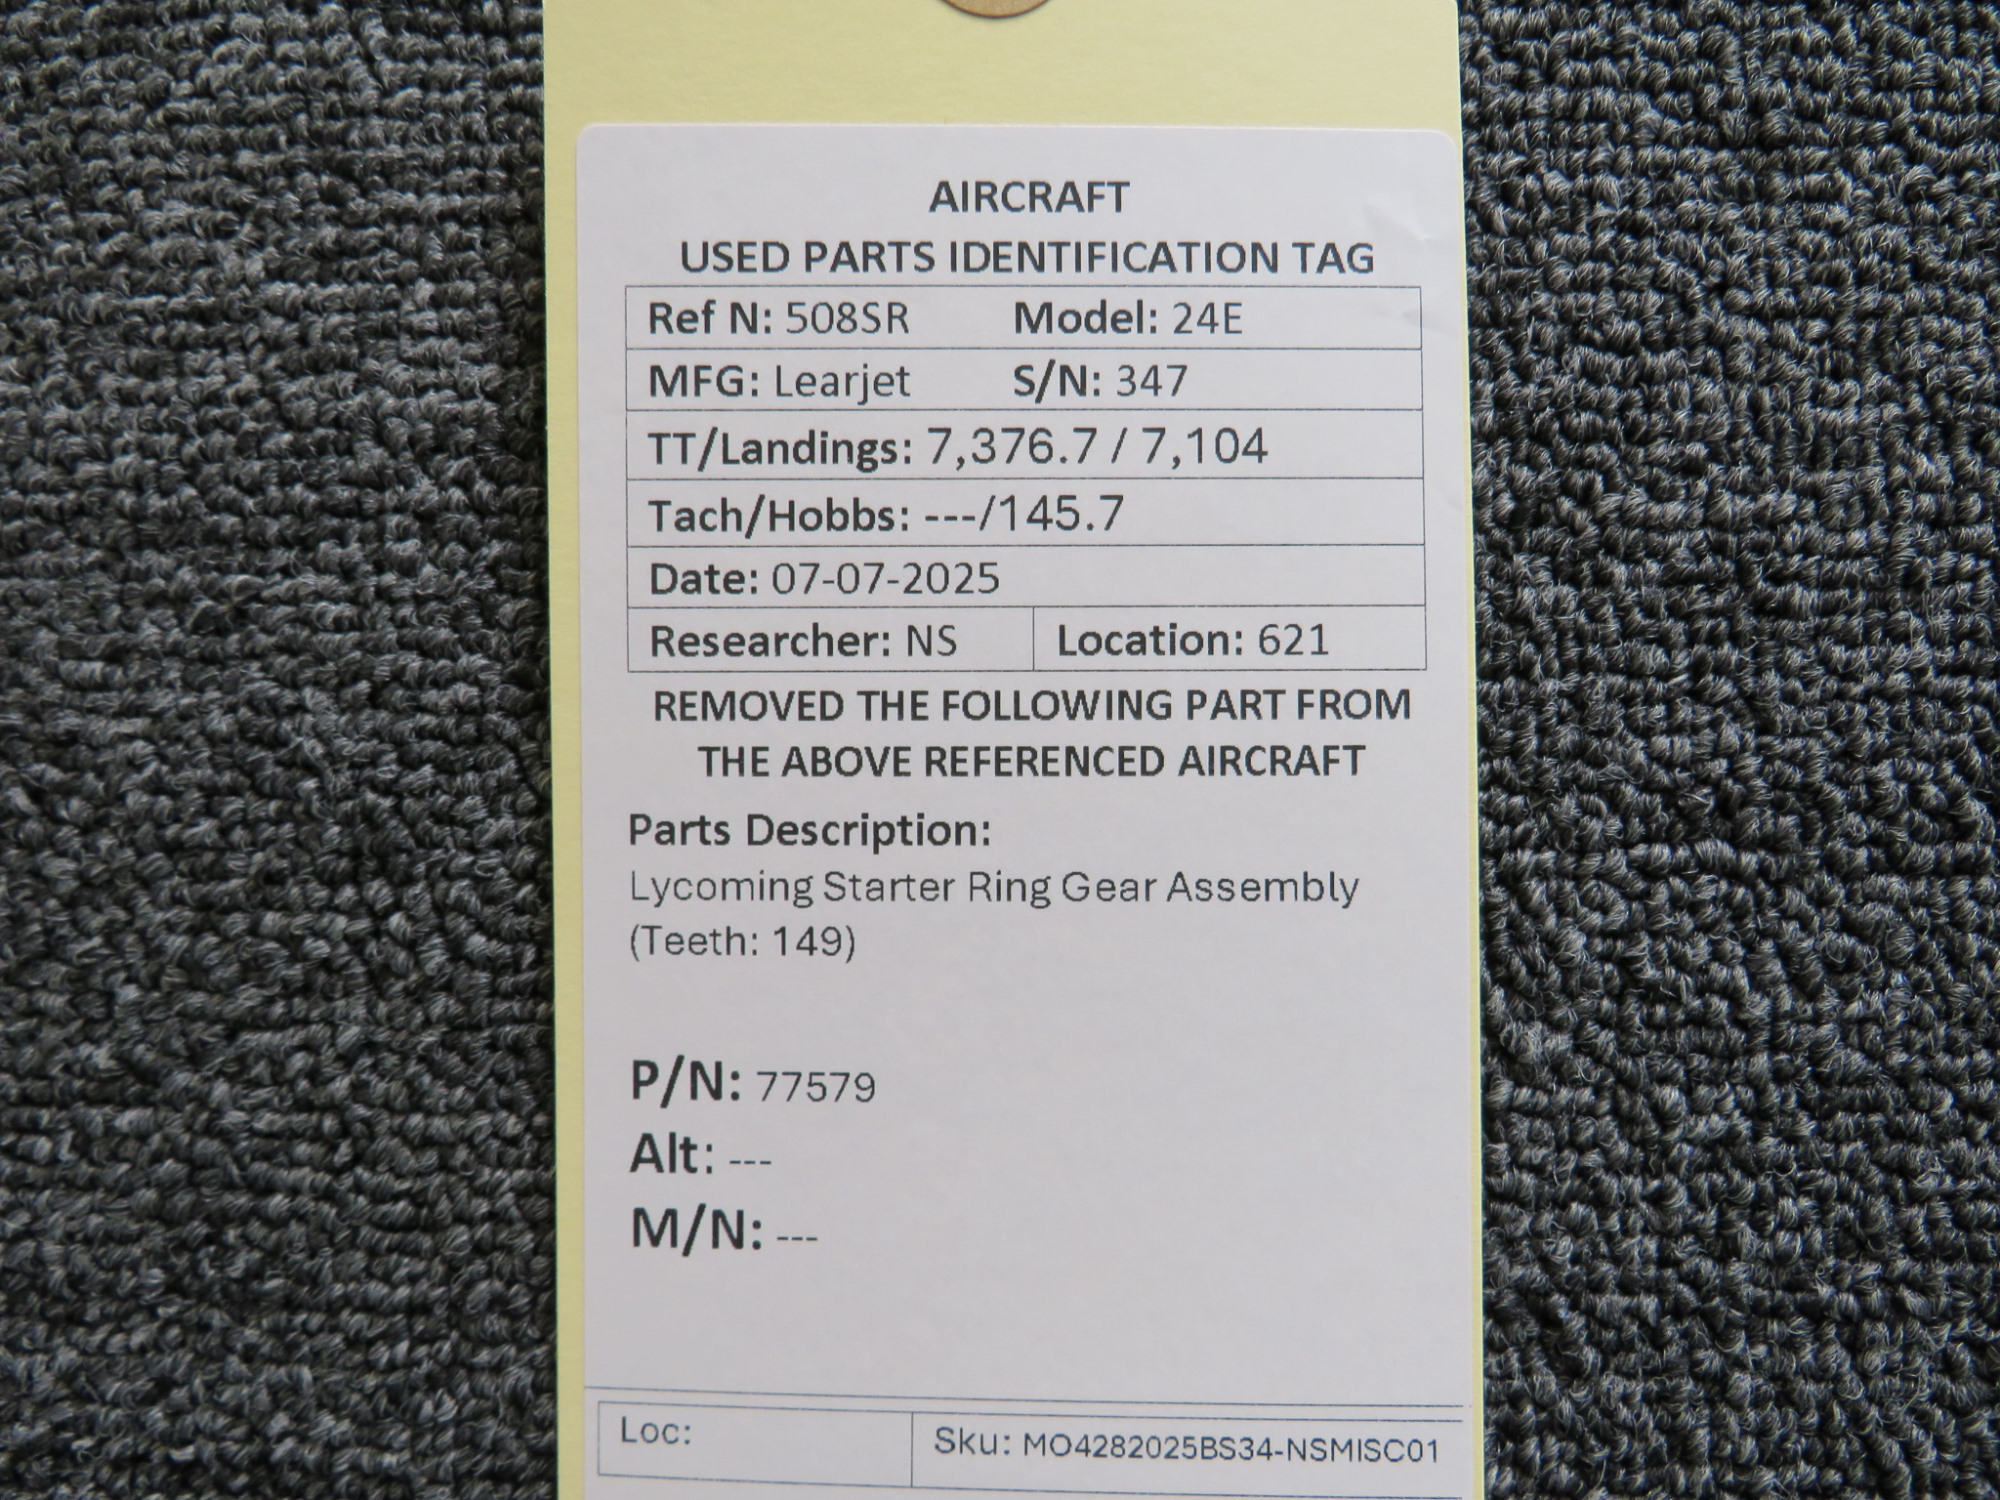 AIRCRAFT
USED PARTS IDENTIFICATION TAG
Ref N: 508SR Model: 24E
MFG: Learjet S/N: 347
TT/Landings: 7,376.7 / 7,104
Tach/Hobbs: ---/145.7
Date: 07-07-2025
Researcher: NS Location: 621
REMOVED THE FOLLOWING PART FROM
THE ABOVE REFERENCED AIRCRAFT
Parts Description:
Lycoming Starter Ring Gear Assembly
(Teeth: 149)
P/N: 77579
Alt: ---
M/N: ---
Loc: Sku: MO4282025BS34-NSMISC01